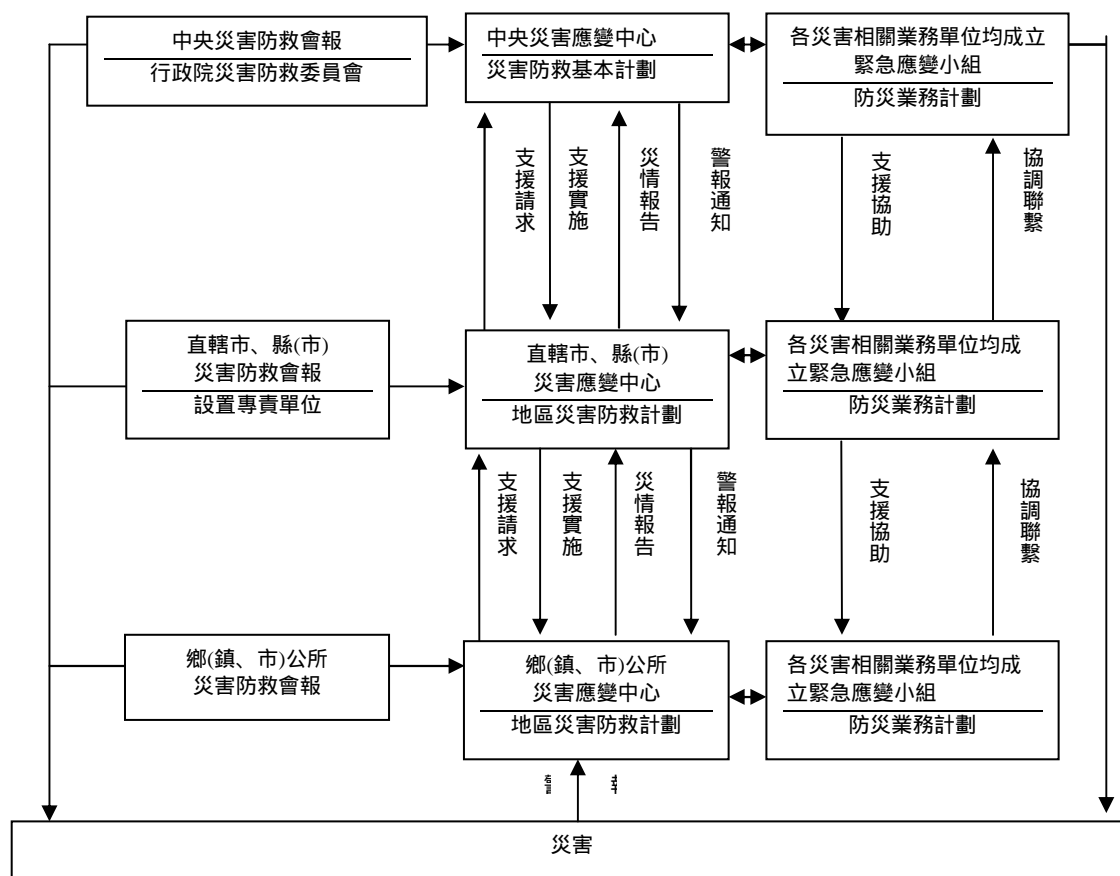 中央災害防救會報
行政院災害防救委員會
中央災害應變中心
災害防救基本計劃
各災害相關業務單位均成立
緊急應變小組
防災業務計劃
支援請求
支援實施
災情報告
警報通知
支援協助
協調聯繫
直轄市、縣(市)
災害防救會報
設置專責單位
直轄市、縣(市)
災害應變中心
地區災害防救計劃
各災害相關業務單位均成
立緊急應變小組
防災業務計劃
支援請求
支援實施
災情報告
警報通知
支援協助
協調聯繫
鄉(鎮、市)公所
災害防救會報
鄉(鎮、市)公所
災害應變中心
地區災害防救計劃
各災害相關業務單位均成
立緊急應變小組
防災業務計劃
災害